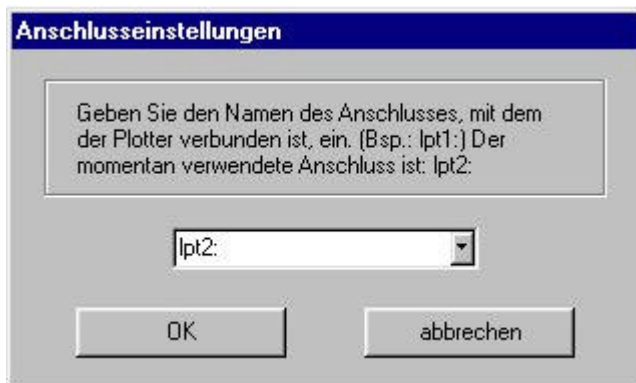 Anschlusseinstellungen
Geben Sie den Namen des Anschlusses, mit dem
der Plotter verbunden ist, ein. (Bsp.: lpt1:) Der
momentan verwendete Anschluss ist: lpt2:
lpt2:
OK
abbrechen